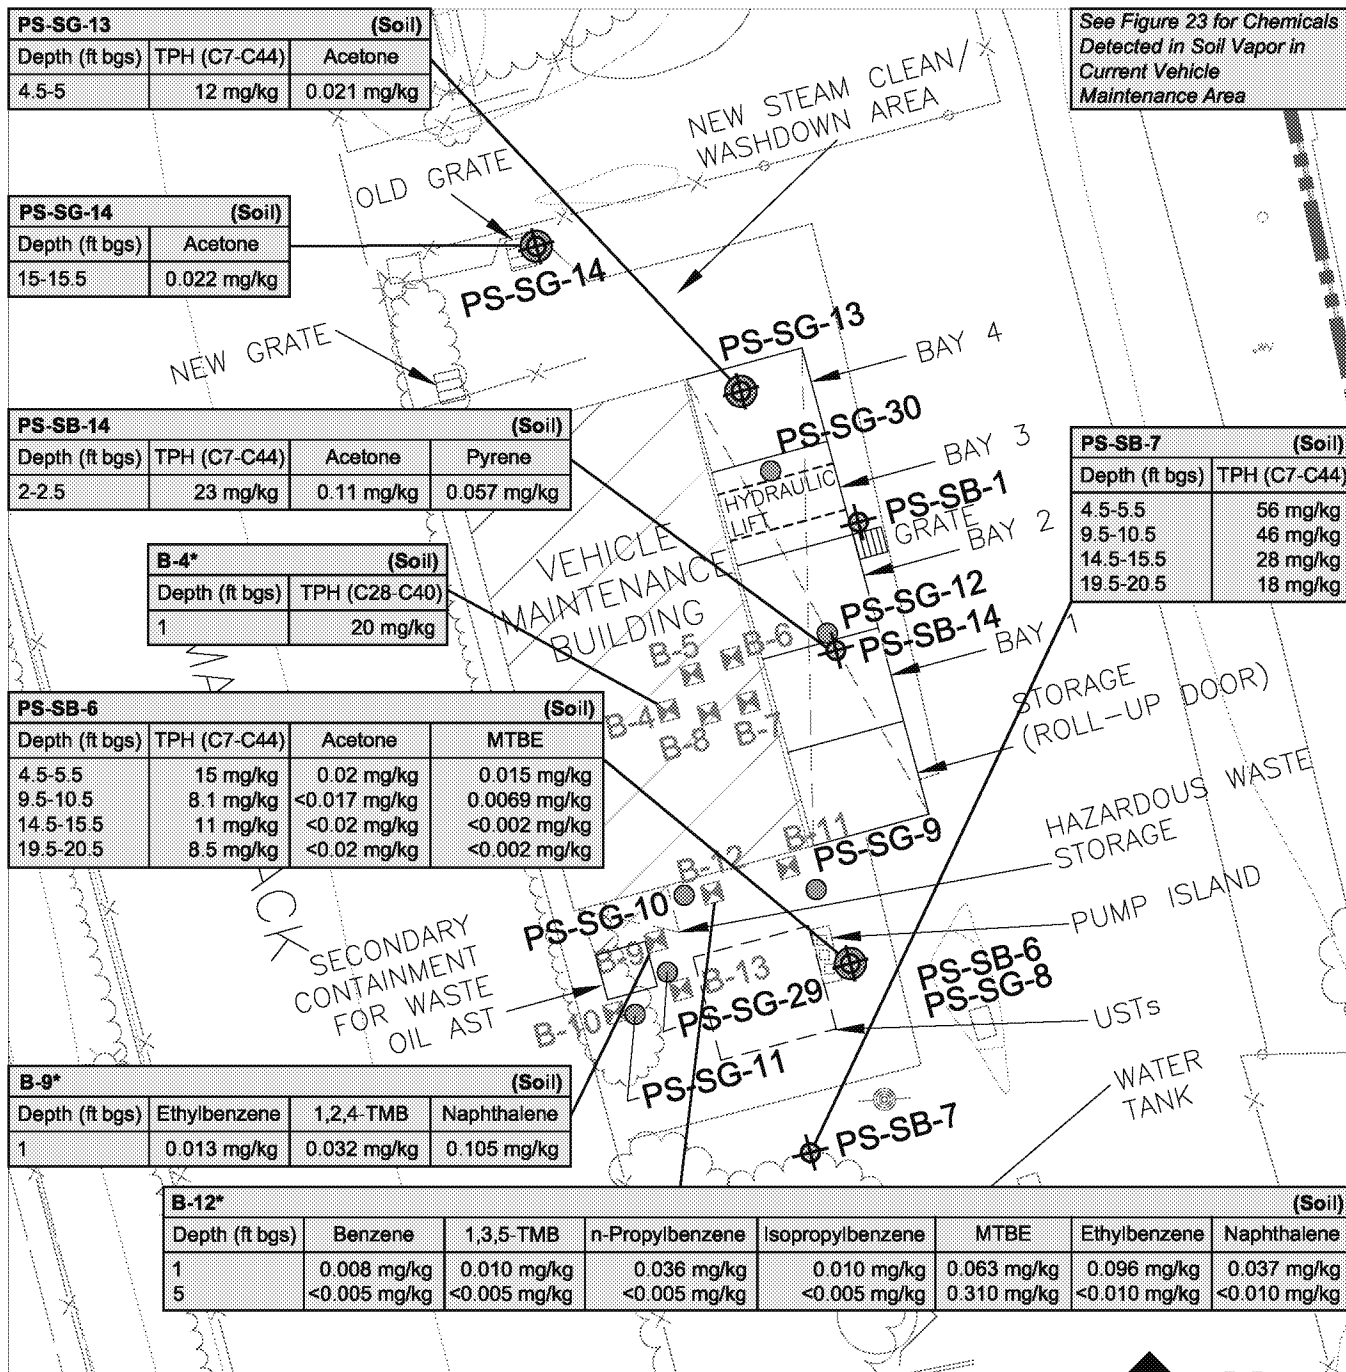 PS-SG-13 (Soil)
Depth (ft bgs) TPH (C7-C44) Acetone
4.5-5 12 mg/kg 0.021 mg/kg
See Figure 23 for Chemicals
Detected in Soil Vapor in
Current Vehicle
Maintenance Area
NEW STEAM CLEAN/
WASHDOWN AREA
OLD GRATE
PS-SG-14 (Soil)
Depth (ft bgs) Acetone
15-15.5 0.022 mg/kg
PS-SG-14
NEW GRATE
PS-SG-13
BAY 4
PS-SG-30
BAY 3
HYDRAULIC
LIFT
PS-SB-1
GRATE
BAY 2
PS-SB-14 (Soil)
Depth (ft bgs) TPH (C7-C44) Acetone Pyrene
2-2.5 23 mg/kg 0.11 mg/kg 0.057 mg/kg
PS-SB-7 (Soil)
Depth (ft bgs) TPH (C7-C44)
4.5-5.5 56 mg/kg
9.5-10.5 46 mg/kg
14.5-15.5 28 mg/kg
19.5-20.5 18 mg/kg
B-4* (Soil)
Depth (ft bgs) TPH (C28-C40)
1 20 mg/kg
VEHICLE
MAINTENANCE
BUILDING
PS-SG-12
PS-SB-14
BAY 1
B-5
B-6
B-4
B-8
B-7
STORAGE
(ROLL-UP DOOR)
PS-SB-6 (Soil)
Depth (ft bgs) TPH (C7-C44) Acetone MTBE
4.5-5.5 15 mg/kg 0.02 mg/kg 0.015 mg/kg
9.5-10.5 8.1 mg/kg <0.017 mg/kg 0.0069 mg/kg
14.5-15.5 11 mg/kg <0.02 mg/kg <0.002 mg/kg
19.5-20.5 8.5 mg/kg <0.02 mg/kg <0.002 mg/kg
HAZARDOUS WASTE
STORAGE
B-11
PS-SG-9
B-12
PS-SG-10
PUMP ISLAND
SECONDARY
CONTAINMENT
FOR WASTE
OIL AST
B-9
B-13
PS-SG-29
PS-SB-6
PS-SG-8
B-10
USTs
PS-SG-11
WATER
TANK
PS-SB-7
B-9* (Soil)
Depth (ft bgs) Ethylbenzene 1,2,4-TMB Naphthalene
1 0.013 mg/kg 0.032 mg/kg 0.105 mg/kg
B-12* (Soil)
Depth (ft bgs) Benzene 1,3,5-TMB n-Propylbenzene Isopropylbenzene MTBE Ethylbenzene Naphthalene
1 0.008 mg/kg 0.010 mg/kg 0.036 mg/kg 0.010 mg/kg 0.063 mg/kg 0.096 mg/kg 0.037 mg/kg
5 <0.005 mg/kg <0.005 mg/kg <0.005 mg/kg <0.005 mg/kg 0.310 mg/kg <0.010 mg/kg <0.010 mg/kg